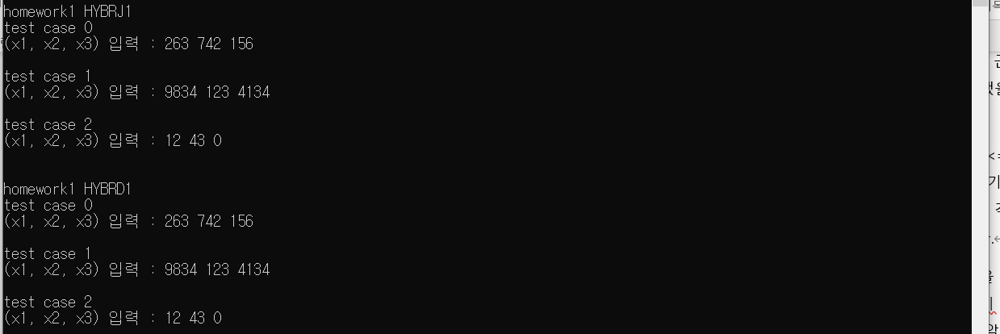 homework1 HYBRJ1
test case 0
(x1, x2, x3) 입력 : 263 742 156
test case 1
(x1, x2, x3) 입력 : 9834 123 4134
test case 2
(x1, x2, x3) 입력 : 12 43 0
homework1 HYBRD1
test case 0
(x1, x2, x3) 입력 : 263 742 156
test case 1
(x1, x2, x3) 입력 : 9834 123 4134
test case 2
(x1, x2, x3) 입력 : 12 43 0